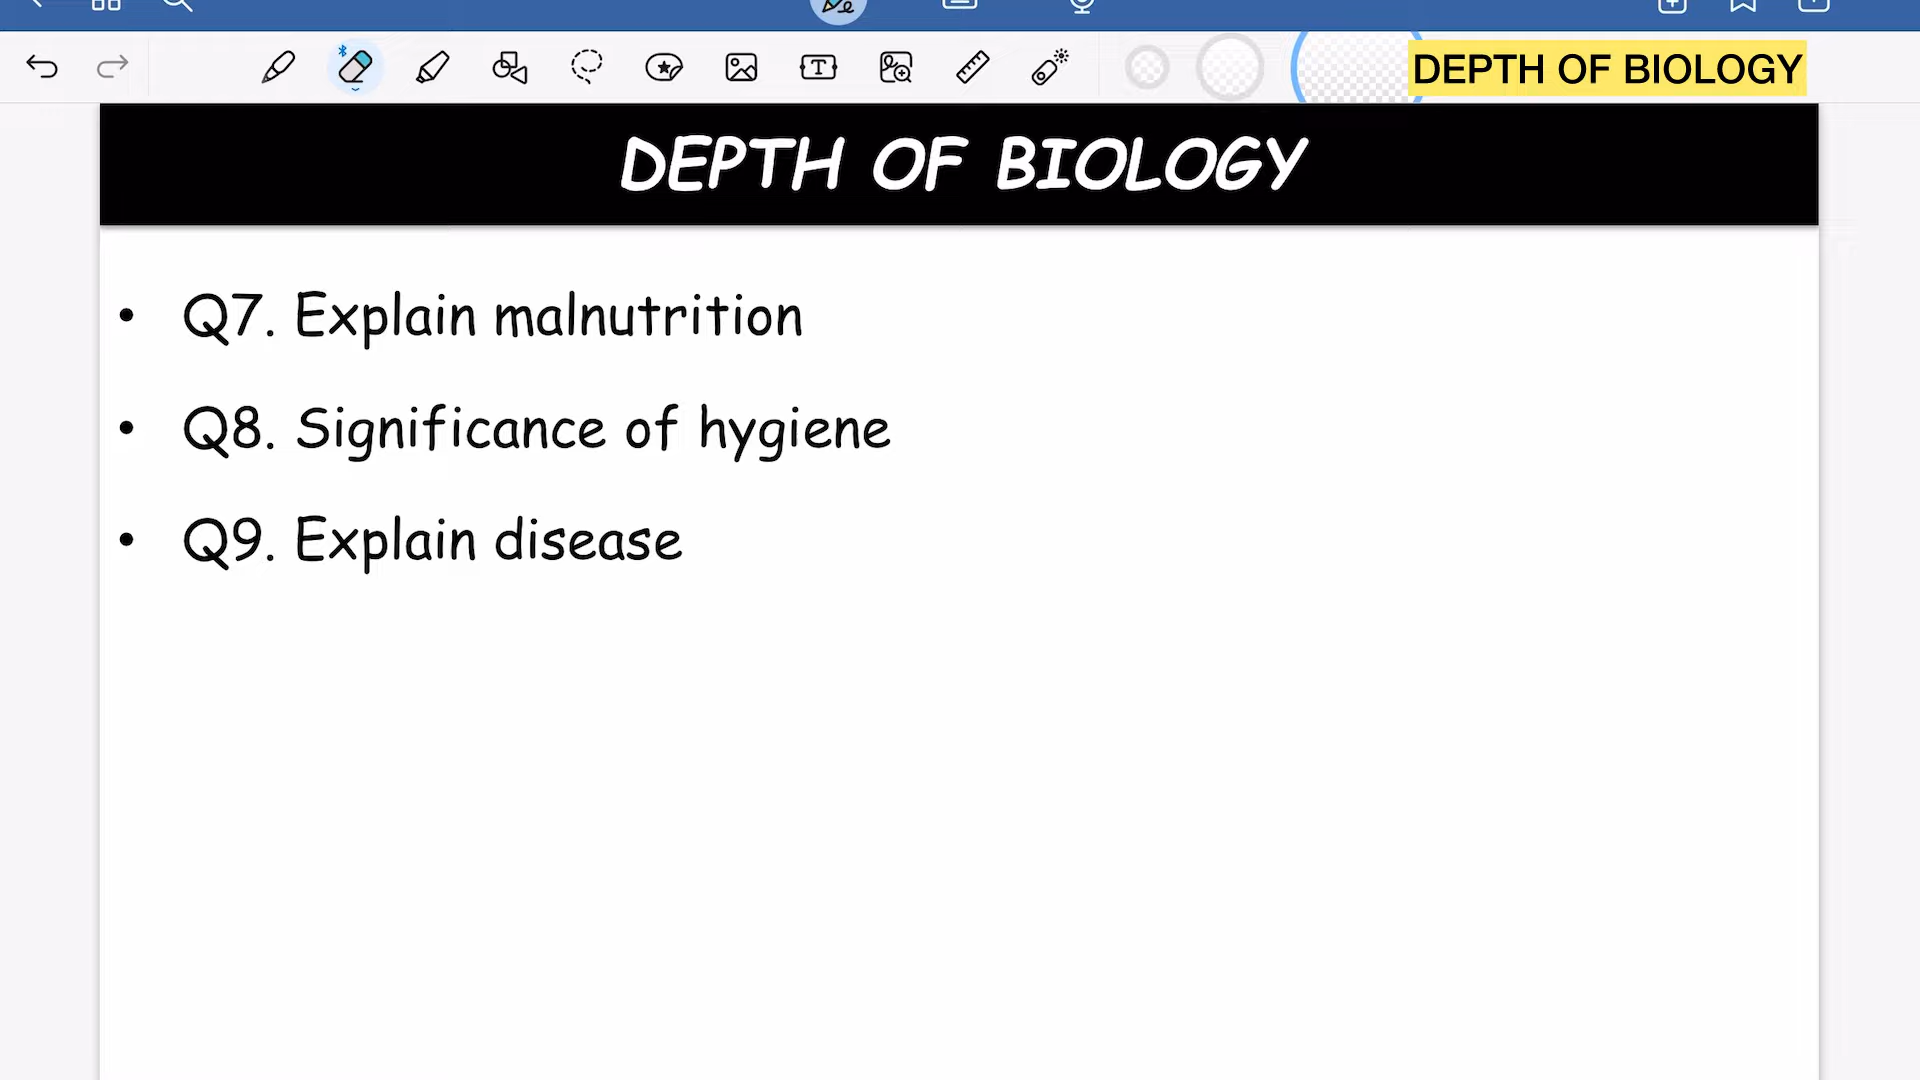 DEPTH OF BIOLOGY
DEPTH OF BIOLOGY
• Q7. Explain malnutrition
• Q8. Significance of hygiene
• Q9. Explain disease